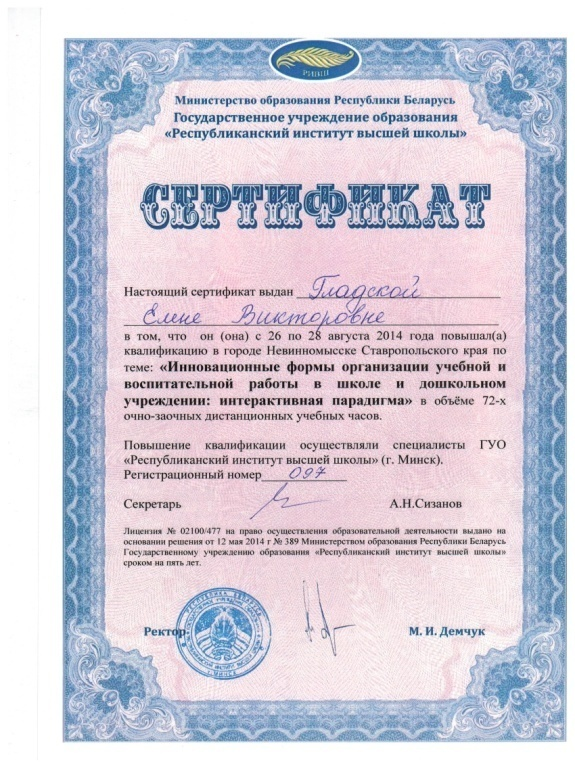 РИВШ
Министерство образования Республики Беларусь
Государственное учреждение образования
«Республиканский институт высшей школы»
СЕРТИФИКАТ
Настоящий сертификат выдан Гладской
Елене Викторовне
в том, что он (она) с 26 по 28 августа 2014 года повышал(а)
квалификацию в городе Невинномысске Ставропольского края по
теме: «Инновационные формы организации учебной и
воспитательной работы в школе и дошкольном
учреждении: интерактивная парадигма» в объёме 72-х
очно-заочных дистанционных учебных часов.
Повышение квалификации осуществляли специалисты ГУО
«Республиканский институт высшей школы» (г. Минск).
Регистрационный номер 097
Секретарь А.Н.Сизанов
Лицензия № 02100/477 на право осуществления образовательной деятельности выдано на
основании решения от 12 мая 2014 г № 389 Министерством образования Республики Беларусь
Государственному учреждению образования «Республиканский институт высшей школы»
сроком на пять лет.
Ректор М. И. Демчук